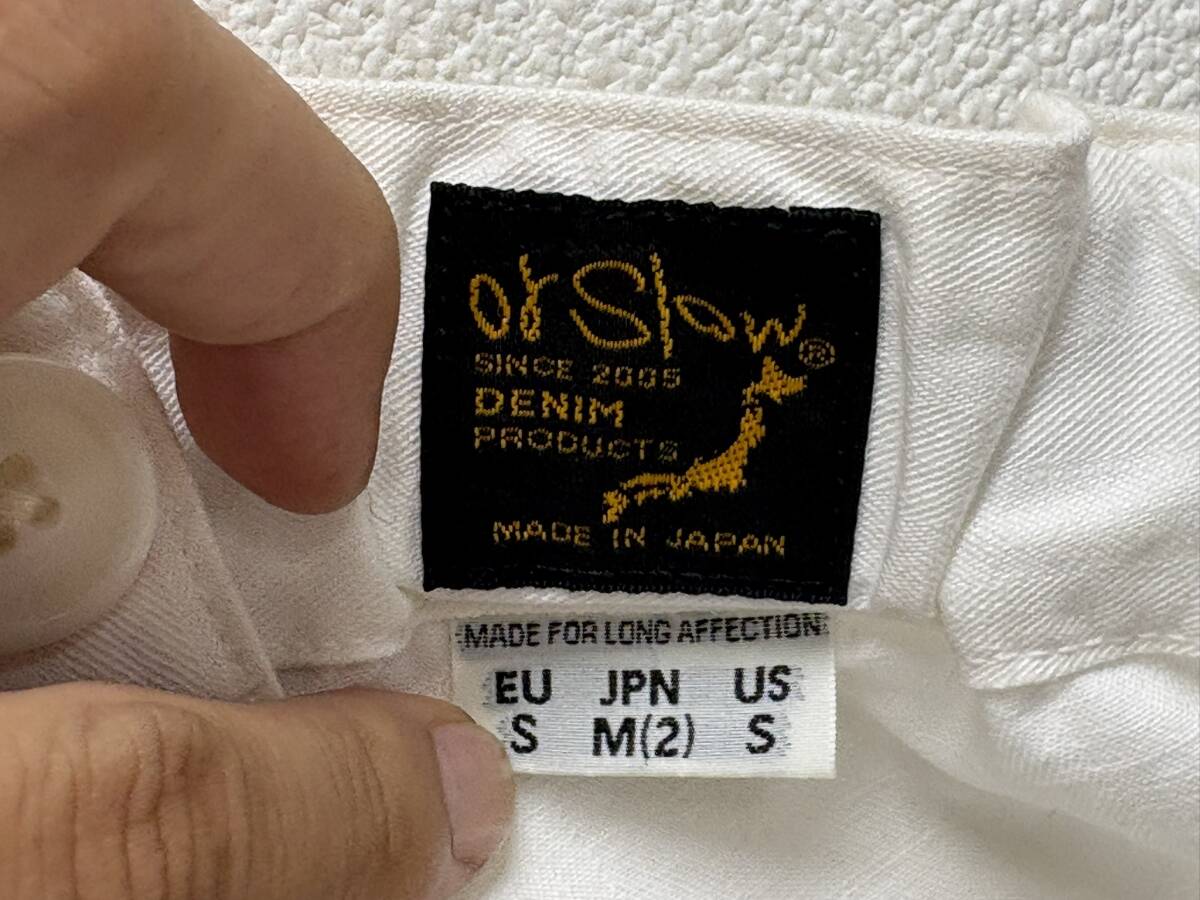 orSlow®
SINCE 2005
DENIM
PRODUCTS
MADE IN JAPAN
MADE FOR LONG AFFECTION
EU JPN US
S M(2) S